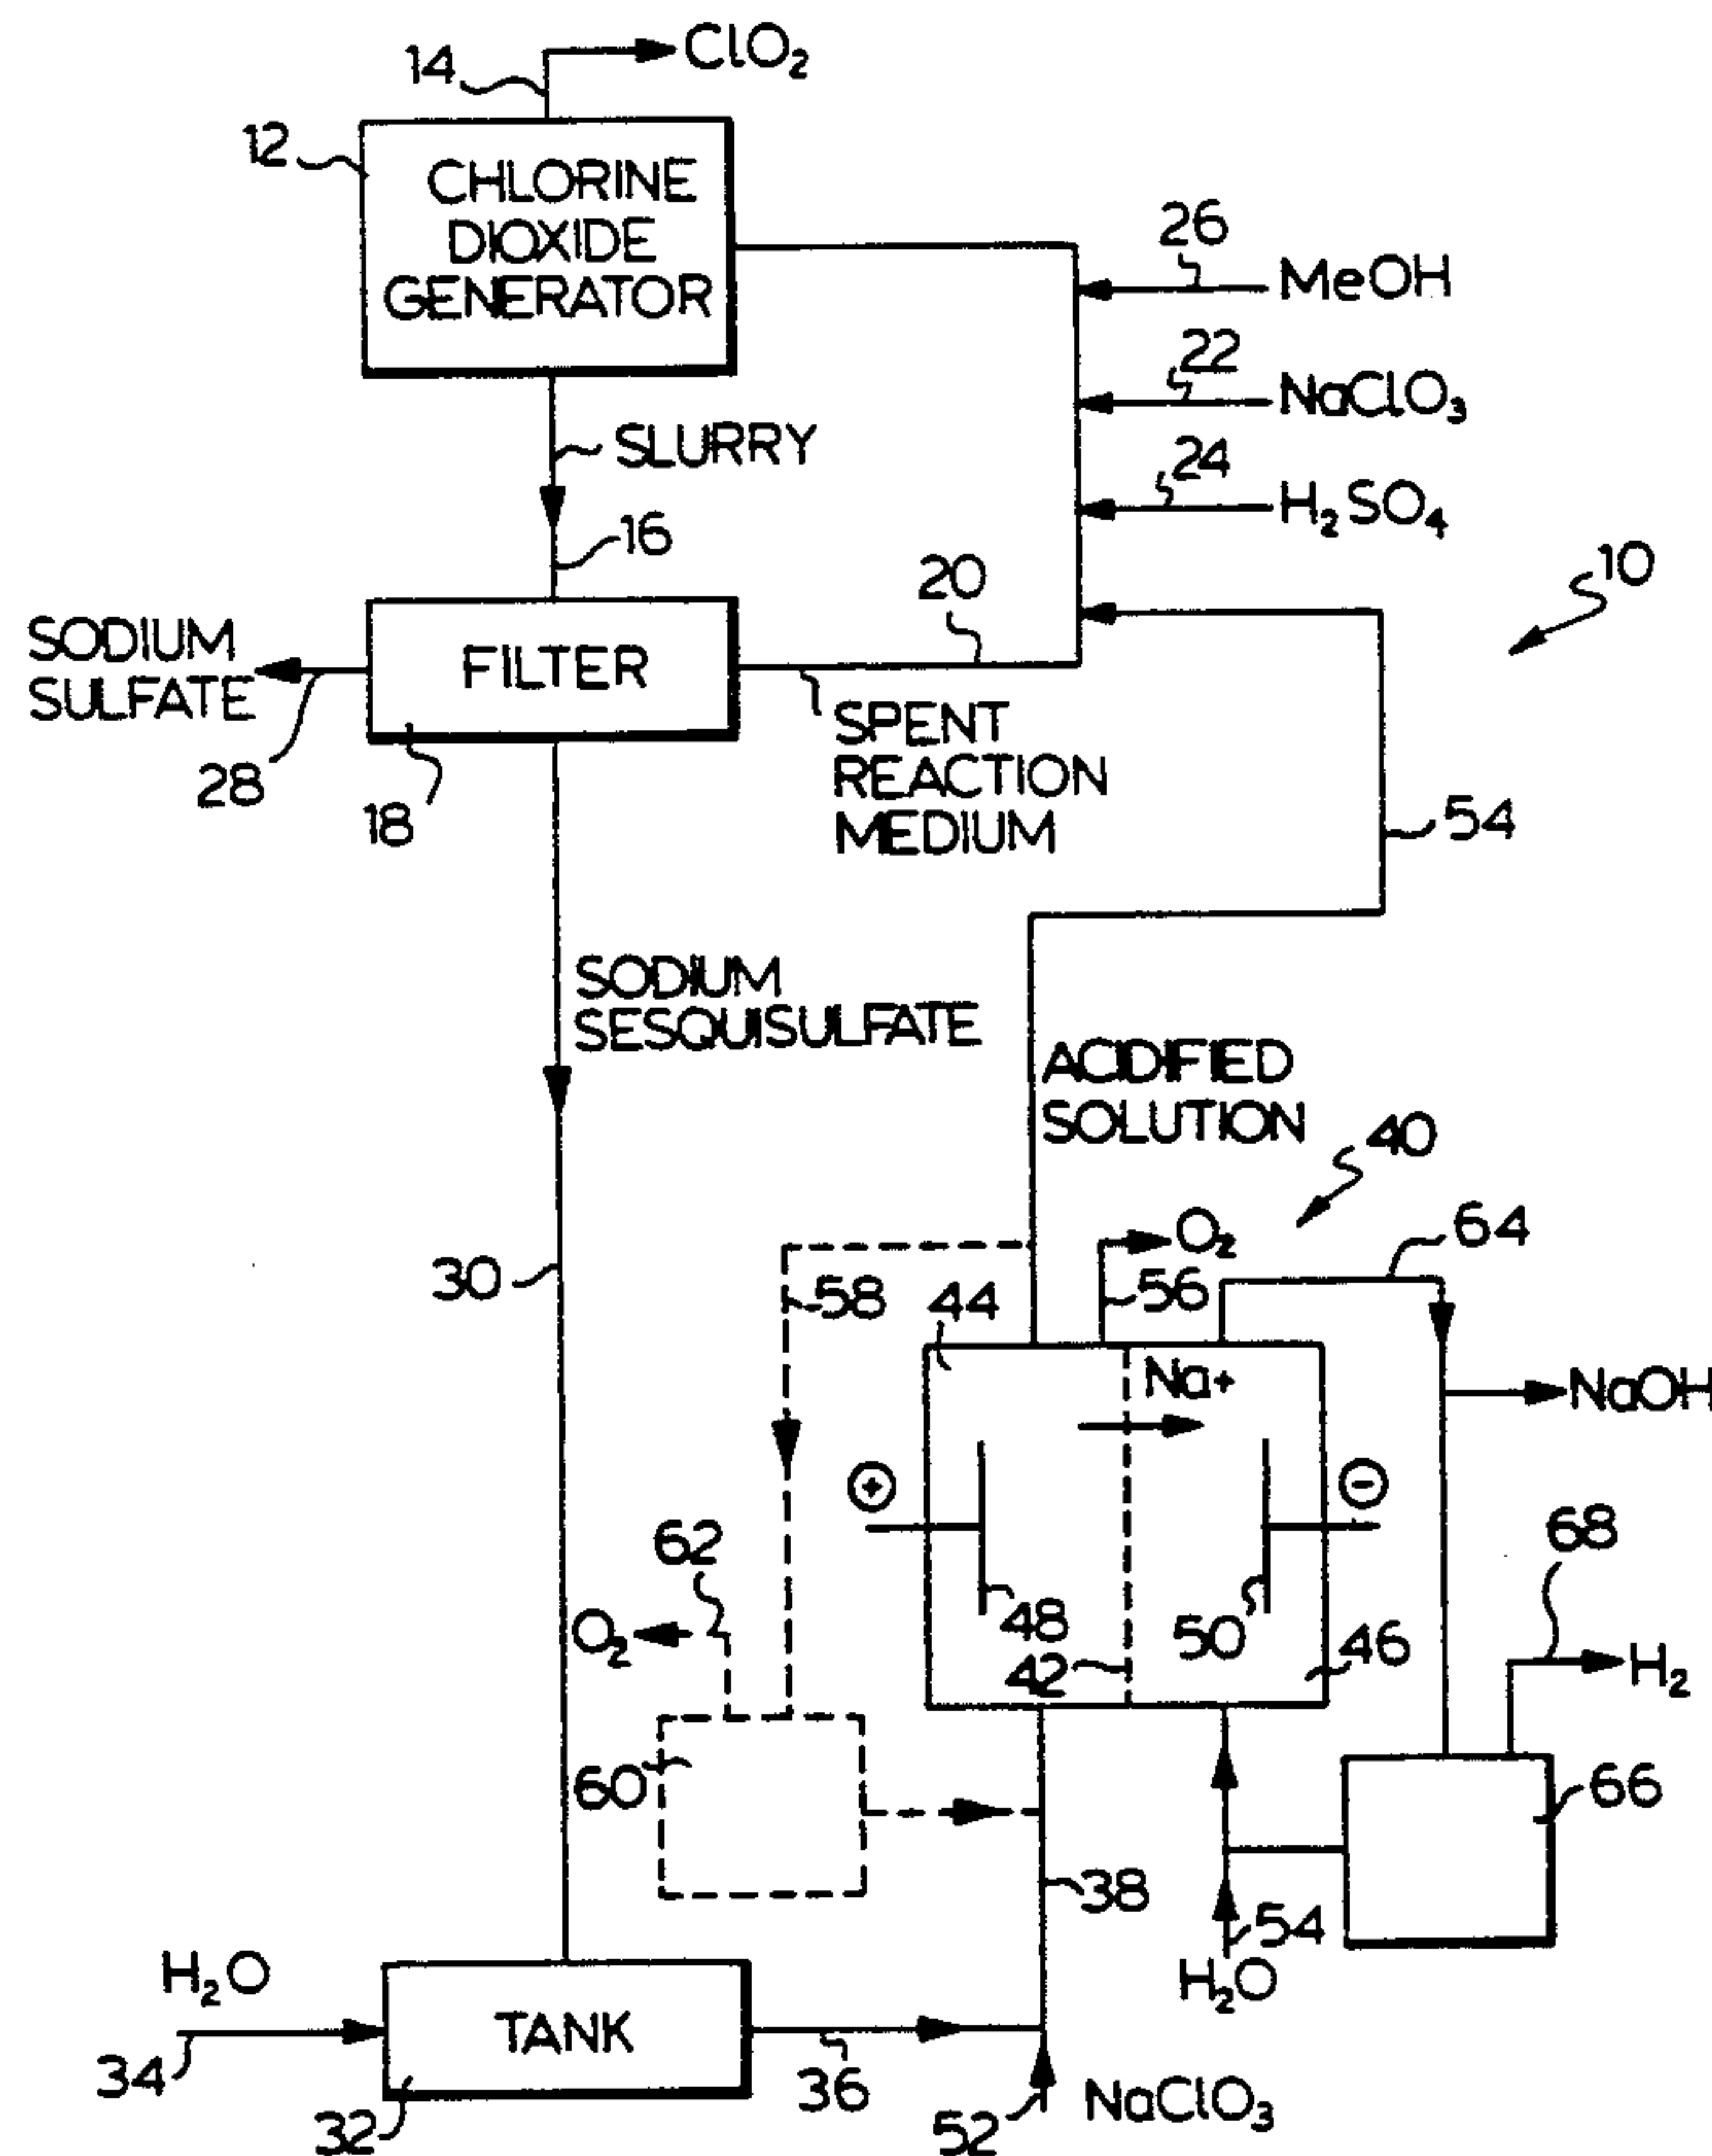 14
ClO₂
12
CHLORINE
DIOXIDE
GENERATOR
26
MeOH
22
NaClO₃
SLURRY
24
H₂SO₄
16
20
10
SODIUM
SULFATE
FILTER
SPENT
REACTION
MEDIUM
28
18
54
SODIUM
SESQUISULFATE
ACIDIFIED
SOLUTION
40
O₂
64
30
58
44
56
Na+
NaOH
+
-
62
68
O₂
48
50
46
H₂
42
60
66
38
54
H₂O
H₂O
TANK
34
36
32
52
NaClO₃